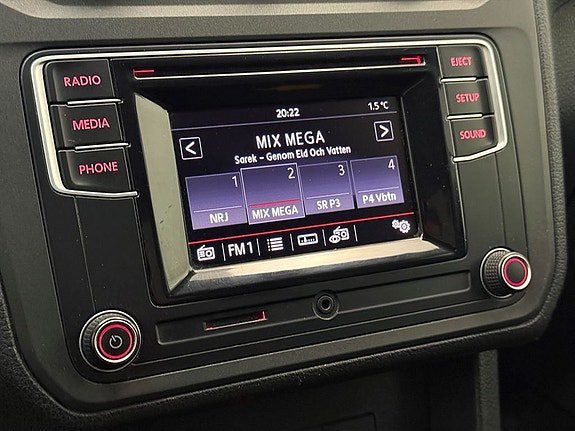 RADIO
MEDIA
PHONE
EJECT
SETUP
SOUND
20:22
1.5 °C
<
MIX MEGA
>
Sarek – Genom Eld Och Vatten
1
NRJ
2
MIX MEGA
3
SR P3
4
P4 Vbtn
FM1